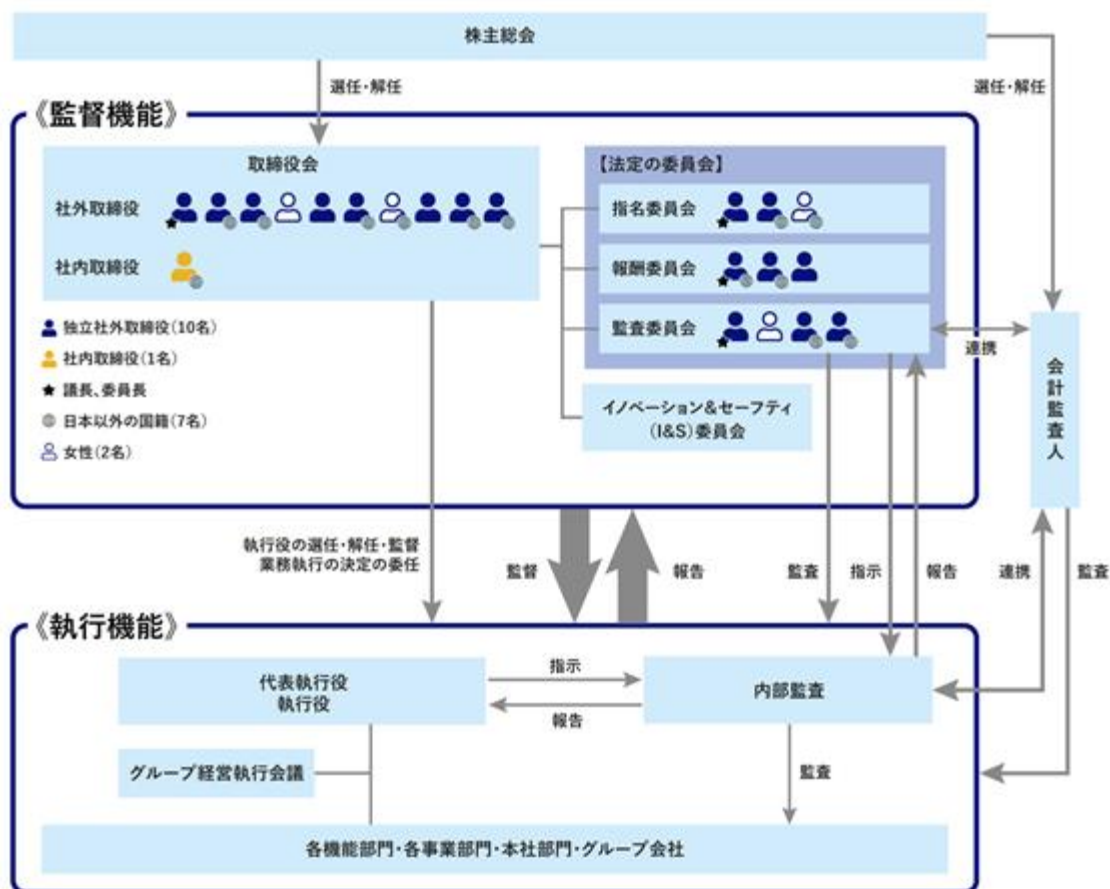 株主総会
選任・解任
選任・解任
《監督機能》
取締役会
社外取締役
社内取締役
独立社外取締役(10名)
社内取締役(1名)
議長、委員長
日本以外の国籍(7名)
女性(2名)
【法定の委員会】
指名委員会
報酬委員会
監査委員会
イノベーション&セーフティ
(I&S)委員会
連携
会計監査人
執行役の選任・解任・監督
業務執行の決定の委任
監督
報告
監査
指示
報告
連携
監査
《執行機能》
代表執行役
執行役
指示
報告
内部監査
グループ経営執行会議
監査
各機能部門・各事業部門・本社部門・グループ会社